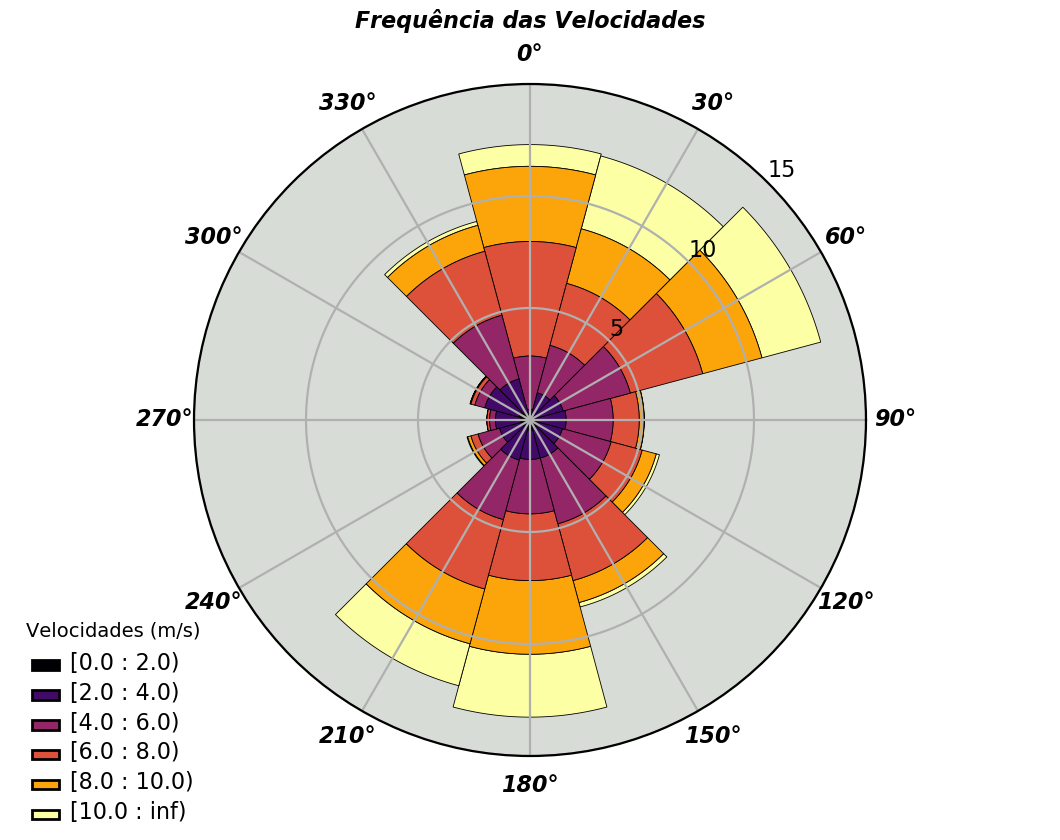 Frequência das Velocidades
0°
330°
30°
15
300°
60°
10
5
270°
90°
240°
120°
Velocidades (m/s)
[0.0 : 2.0)
[2.0 : 4.0)
[4.0 : 6.0)
[6.0 : 8.0)
[8.0 : 10.0)
[10.0 : inf)
210°
150°
180°